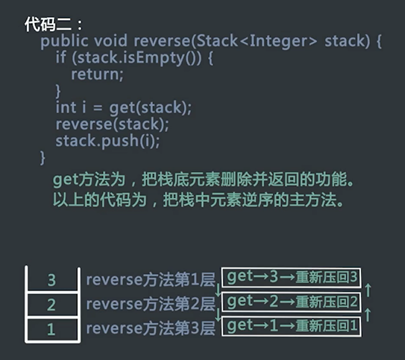 代码二：
public void reverse(Stack<Integer> stack) {
if (stack.isEmpty()) {
return;
}
int i = get(stack);
reverse(stack);
stack.push(i);
}
get方法为，把栈底元素删除并返回的功能。
以上的代码为，把栈中元素逆序的主方法。
3 reverse方法第1层 get→3→重新压回3
2 reverse方法第2层 get→2→重新压回2
1 reverse方法第3层 get→1→重新压回1